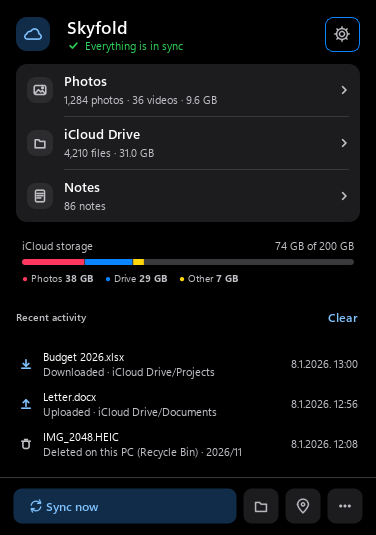 Skyfold
Everything is in sync
Photos
1,284 photos · 36 videos · 9.6 GB
iCloud Drive
4,210 files · 31.0 GB
Notes
86 notes
iCloud storage 74 GB of 200 GB
Photos 38 GB Drive 29 GB Other 7 GB
Recent activity Clear
Budget 2026.xlsx
Downloaded · iCloud Drive/Projects 8.1.2026. 13:00
Letter.docx
Uploaded · iCloud Drive/Documents 8.1.2026. 12:56
IMG_2048.HEIC
Deleted on this PC (Recycle Bin) · 2026/11 8.1.2026. 12:08
Sync now